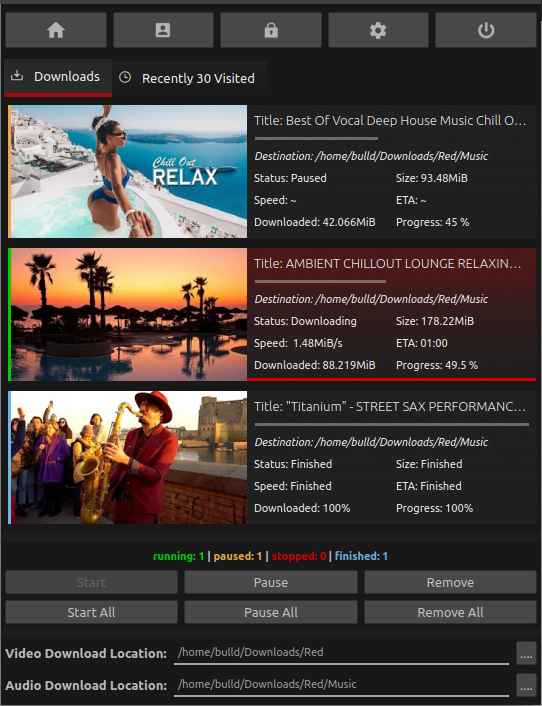 Downloads
Recently 30 Visited
Chill Out
RELAX
Title: Best Of Vocal Deep House Music Chill O...
Destination: /home/bulld/Downloads/Red/Music
Status: Paused Size: 93.48MiB
Speed: ~ ETA: ~
Downloaded: 42.066MiB Progress: 45 %
Title: AMBIENT CHILLOUT LOUNGE RELAXIN...
Destination: /home/bulld/Downloads/Red/Music
Status: Downloading Size: 178.22MiB
Speed: 1.48MiB/s ETA: 01:00
Downloaded: 88.219MiB Progress: 49.5 %
Title: "Titanium" - STREET SAX PERFORMANC...
Destination: /home/bulld/Downloads/Red/Music
Status: Finished Size: Finished
Speed: Finished ETA: Finished
Downloaded: 100% Progress: 100%
running: 1 | paused: 1 | stopped: 0 | finished: 1
Start Pause Remove
Start All Pause All Remove All
Video Download Location: /home/bulld/Downloads/Red ....
Audio Download Location: /home/bulld/Downloads/Red/Music ....